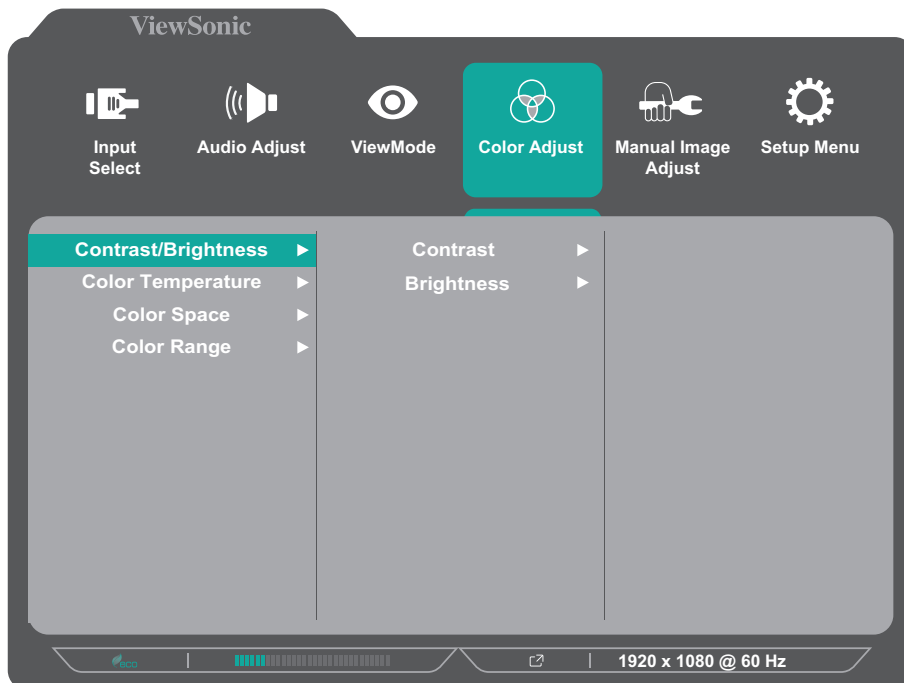 ViewSonic
Input
Select
Audio Adjust
ViewMode
Color Adjust
Manual Image
Adjust
Setup Menu
Contrast/Brightness
Color Temperature
Color Space
Color Range
Contrast
Brightness
eco
1920 x 1080 @ 60 Hz